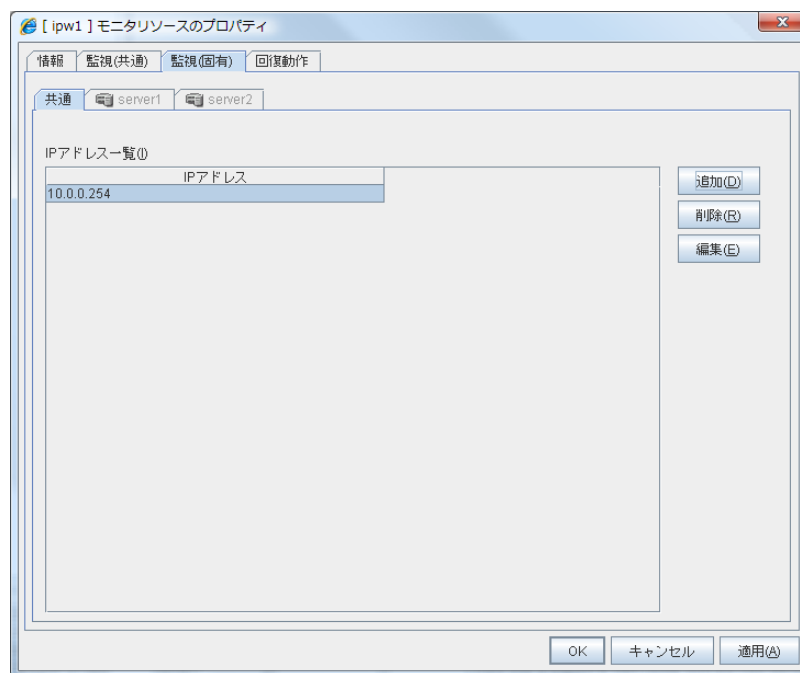 [ ipw1 ] モニタリソースのプロパティ
情報 監視(共通) 監視(固有) 回復動作
共通 server1 server2
IPアドレス一覧(I)
IPアドレス
10.0.0.254
追加(D)
削除(R)
編集(E)
OK キャンセル 適用(A)